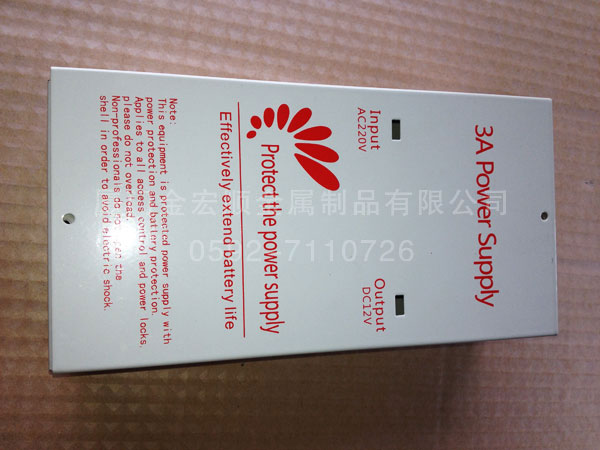 3A Power Supply
Input
AC220V
Output
DC12V
Protect the power supply
Effectively extend battery life
Note:
This equipment is protected power supply with
power protection and battery protection.
Applies to all access control and power locks.
please do not overload.
Non-professionals do not open the
shell in order to avoid electric shock.
金宏 金属制品有限公司
0592-7110726